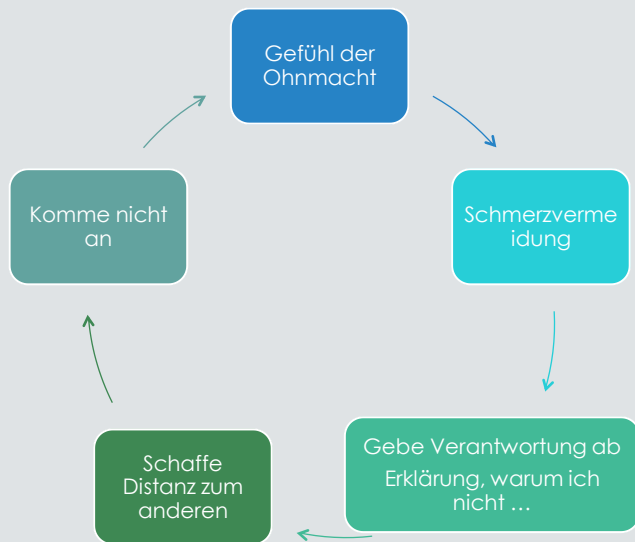 Gefühl der
Ohnmacht
Komme nicht
an
Schmerzverme
idung
Gebe Verantwortung ab
Erklärung, warum ich
nicht ...
Schaffe
Distanz zum
anderen